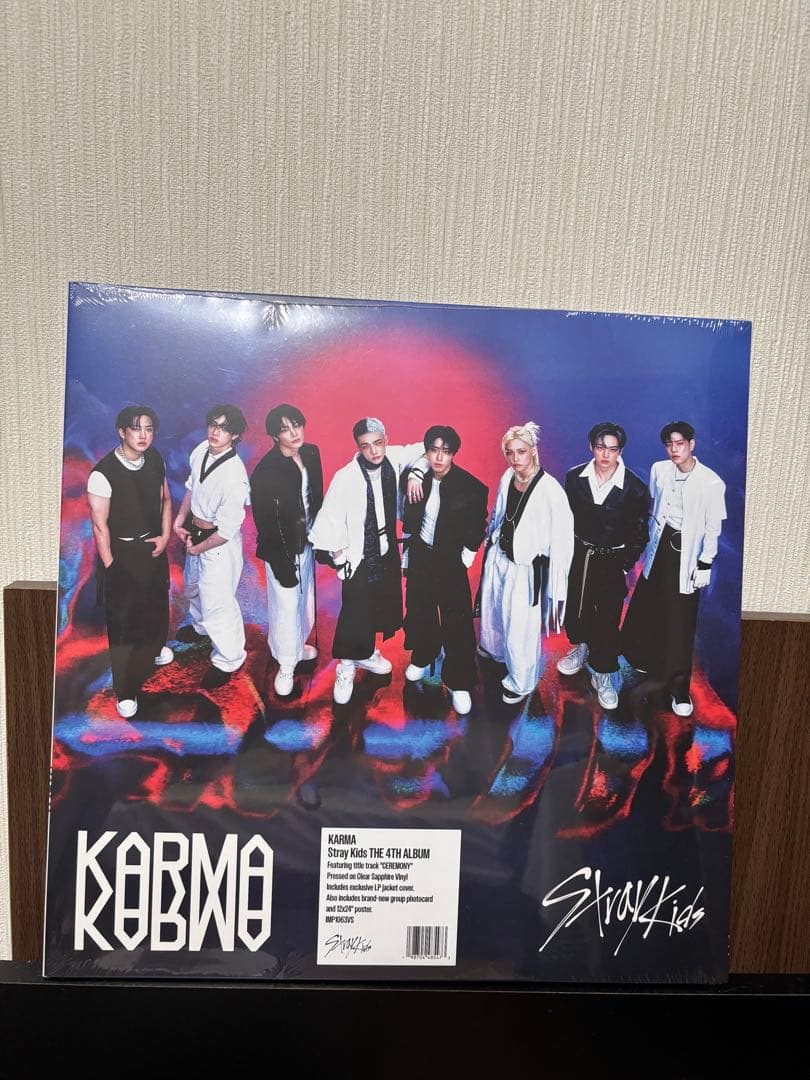 KARMA
KARMA
KARMA
Stray Kids THE 4TH ALBUM
Featuring title track "CEREMONY"
Pressed on Clear Sapphire Vinyl
Includes exclusive LP jacket cover.
Also includes brand-new group photocard
and 12x24" poster.
IMP1063VS
Stray Kids
Stray Kids